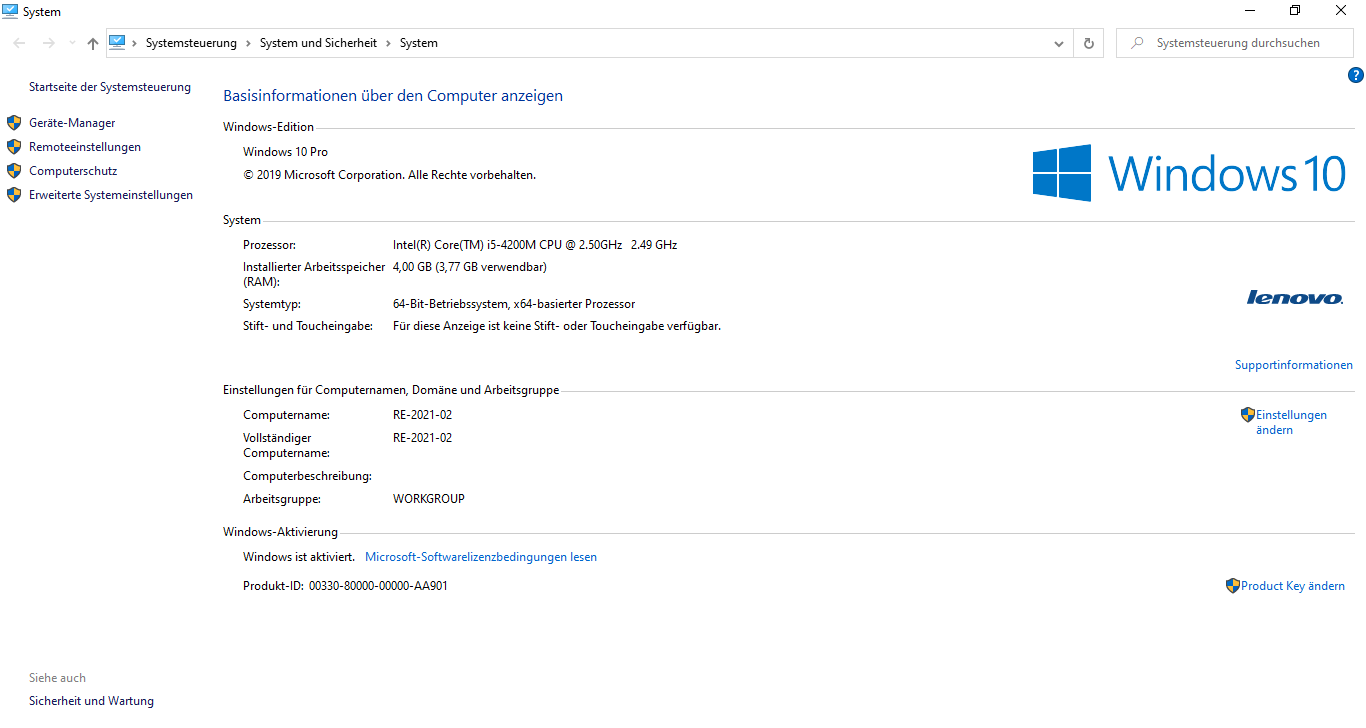 System
Systemsteuerung
System und Sicherheit
System
Systemsteuerung durchsuchen
?
Startseite der Systemsteuerung
Geräte-Manager
Remoteeinstellungen
Computerschutz
Erweiterte Systemeinstellungen
Basisinformationen über den Computer anzeigen
Windows-Edition
Windows 10 Pro
© 2019 Microsoft Corporation. Alle Rechte vorbehalten.
Windows 10
System
Prozessor: Intel(R) Core(TM) i5-4200M CPU @ 2.50GHz 2.49 GHz
Installierter Arbeitsspeicher 4,00 GB (3,77 GB verwendbar)
(RAM):
Systemtyp: 64-Bit-Betriebssystem, x64-basierter Prozessor
Stift- und Toucheingabe: Für diese Anzeige ist keine Stift- oder Toucheingabe verfügbar.
lenovo.
Supportinformationen
Einstellungen für Computernamen, Domäne und Arbeitsgruppe
Computername: RE-2021-02
Vollständiger RE-2021-02
Computername:
Computerbeschreibung:
Arbeitsgruppe: WORKGROUP
Einstellungen
ändern
Windows-Aktivierung
Windows ist aktiviert. Microsoft-Softwarelizenzbedingungen lesen
Produkt-ID: 00330-80000-00000-AA901
Product Key ändern
Siehe auch
Sicherheit und Wartung